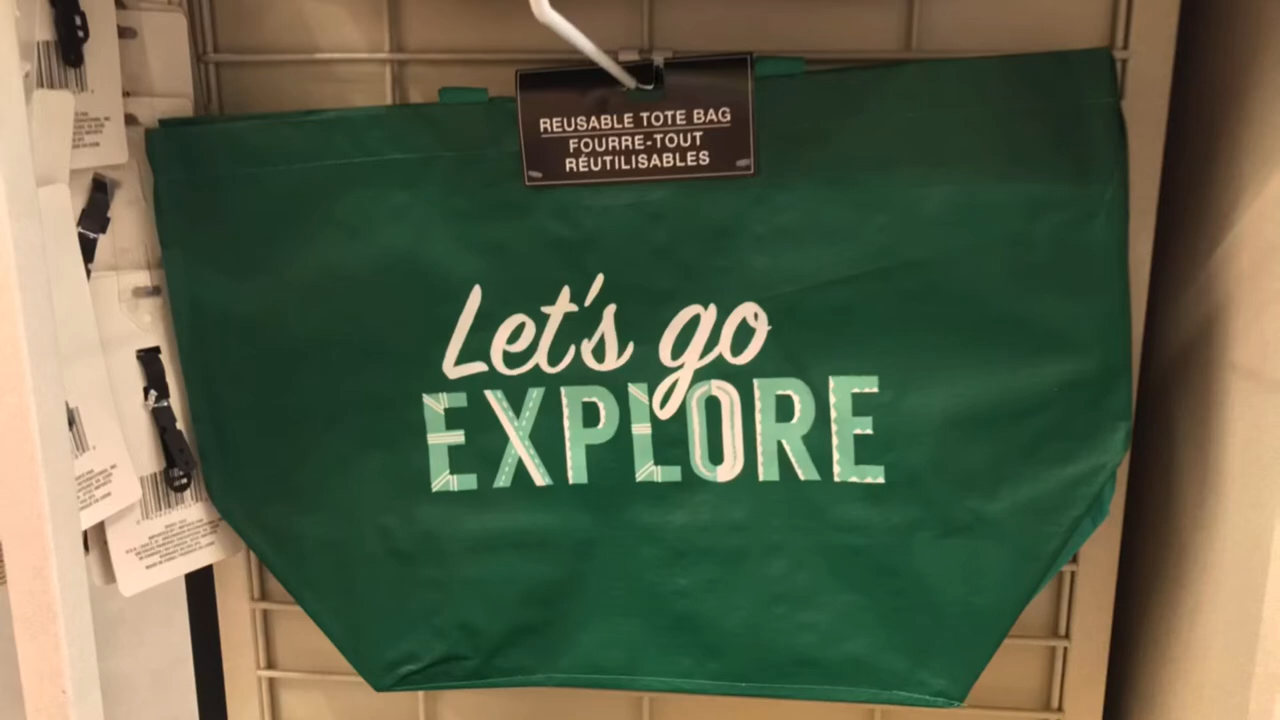 REUSABLE TOTE BAG
FOURRE-TOUT
RÉUTILISABLES
Let's go
EXPLORE